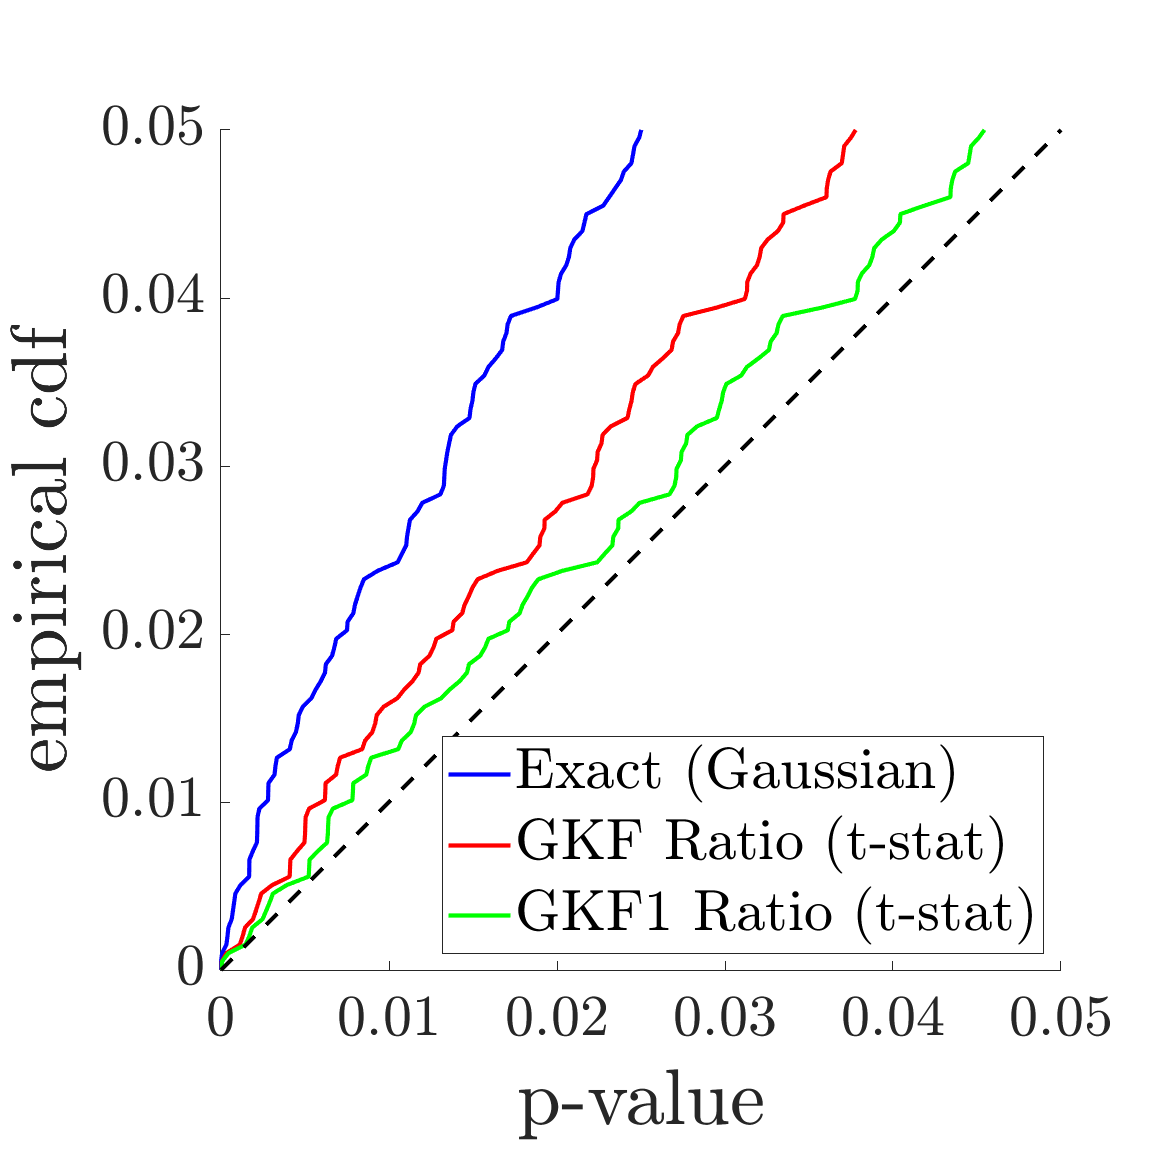 0.05
0.04
0.03
0.02
0.01
0
empirical cdf
Exact (Gaussian)
GKF Ratio (t-stat)
GKF1 Ratio (t-stat)
0 0.01 0.02 0.03 0.04 0.05
p-value